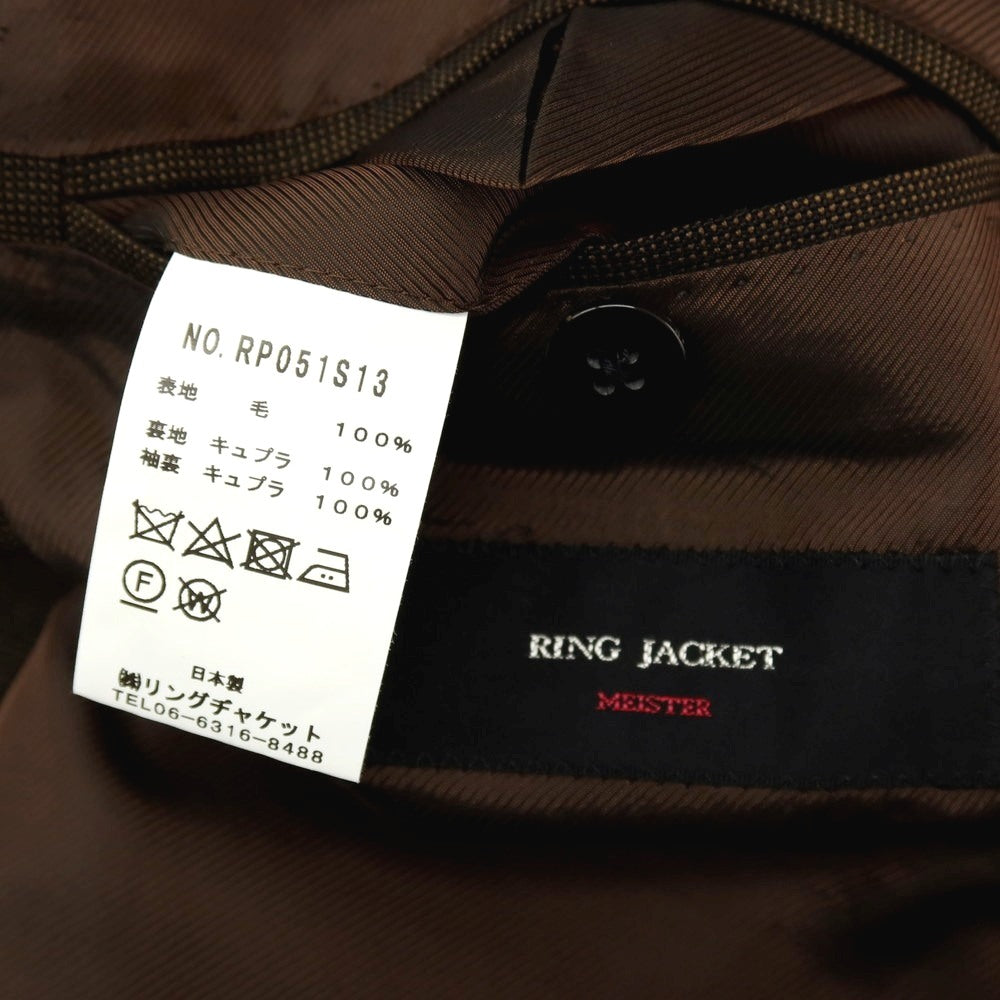 NO. RP051S13
表地 毛 100%
裏地 キュプラ 100%
袖裏 キュプラ 100%
F W
日本製
㈱リングヂャケット
TEL06-6316-8488
RING JACKET
MEISTER